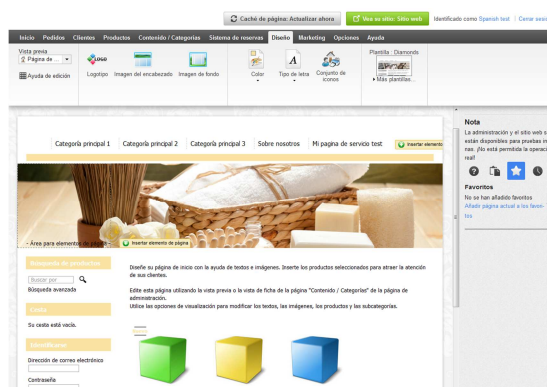 Caché de página: Actualizar ahora
Vea su sitio: Sitio web
Identificado como Spanish test
Cerrar sesi
Inicio Pedidos Clientes Productos Contenido / Categorías Sistema de reservas Diseño Marketing Opciones Ayuda
Vista previa
Página de ...
Ayuda de edición
LOGO
Logotipo
Imagen del encabezado
Imagen de fondo
Color
Tipo de letra
Conjunto de iconos
Plantilla : Diamonds
Más plantillas...
Categoría principal 1 Categoría principal 2 Categoría principal 3 Sobre nosotros Mi pagina de servicio test
Insertar elemento
- Área para elementos de página -
Insertar elemento de página
Búsqueda de productos
Buscar por
Búsqueda avanzada
Cesta
Su cesta está vacía.
Identificarse
Dirección de correo electrónico
Contraseña
Diseñe su página de inicio con la ayuda de textos e imágenes. Inserte los productos seleccionados para atraer la atención
de sus clientes.
Edite esta página utilizando la vista previa o la vista de ficha de la página "Contenido / Categorías" de la página de
administración.
Utilice las opciones de visualización para modificar los textos, las imágenes, los productos y las subcategorías.
Nota
La administración y el sitio web s
están disponibles para pruebas in
nas. ¡No está permitida la operaci
real!
Favoritos
No se han añadido favoritos
Añadir página actual a los favori-
tos